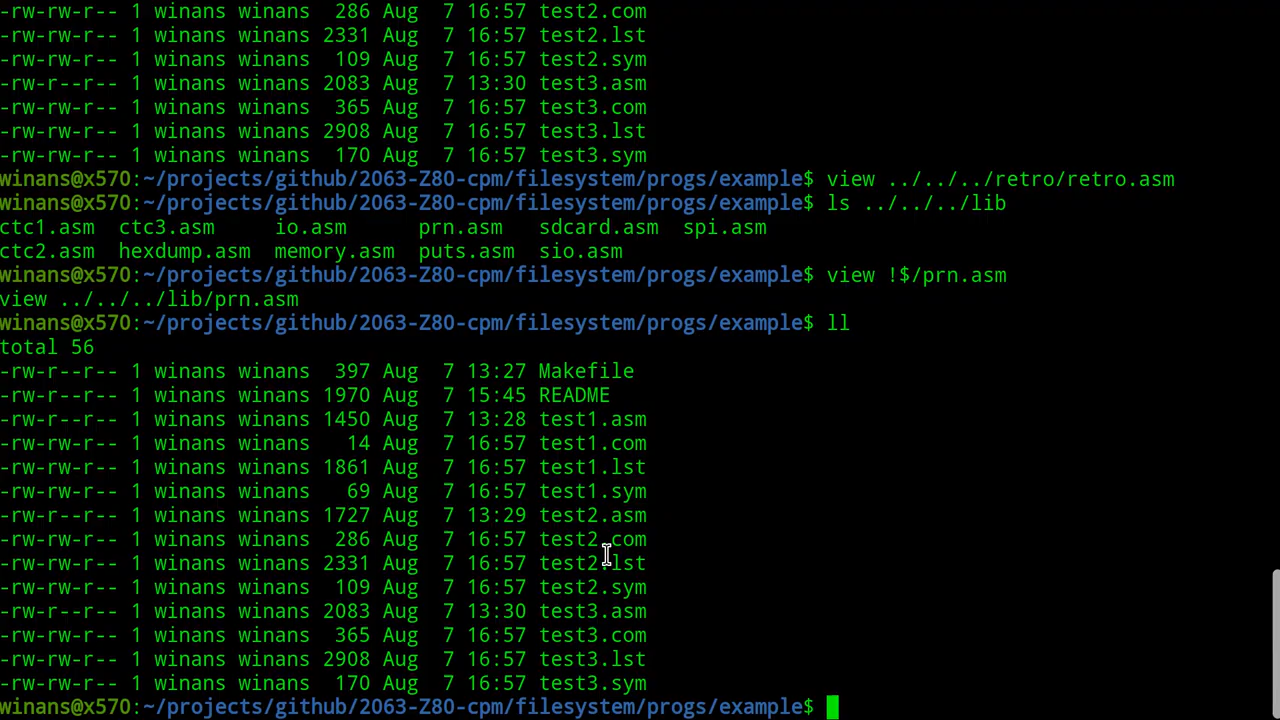 -rw-rw-r-- 1 winans winans  286 Aug  7 16:57 test2.com
-rw-rw-r-- 1 winans winans 2331 Aug  7 16:57 test2.lst
-rw-rw-r-- 1 winans winans  109 Aug  7 16:57 test2.sym
-rw-r--r-- 1 winans winans 2083 Aug  7 13:30 test3.asm
-rw-rw-r-- 1 winans winans  365 Aug  7 16:57 test3.com
-rw-rw-r-- 1 winans winans 2908 Aug  7 16:57 test3.lst
-rw-rw-r-- 1 winans winans  170 Aug  7 16:57 test3.sym
winans@x570:~/projects/github/2063-Z80-cpm/filesystem/progs/example$ view ../../../retro/retro.asm
winans@x570:~/projects/github/2063-Z80-cpm/filesystem/progs/example$ ls ../../../lib
ctc1.asm  ctc3.asm     io.asm      prn.asm   sdcard.asm  spi.asm
ctc2.asm  hexdump.asm  memory.asm  puts.asm  sio.asm
winans@x570:~/projects/github/2063-Z80-cpm/filesystem/progs/example$ view !$/prn.asm
view ../../../lib/prn.asm
winans@x570:~/projects/github/2063-Z80-cpm/filesystem/progs/example$ ll
total 56
-rw-r--r-- 1 winans winans  397 Aug  7 13:27 Makefile
-rw-r--r-- 1 winans winans 1970 Aug  7 15:45 README
-rw-r--r-- 1 winans winans 1450 Aug  7 13:28 test1.asm
-rw-rw-r-- 1 winans winans   14 Aug  7 16:57 test1.com
-rw-rw-r-- 1 winans winans 1861 Aug  7 16:57 test1.lst
-rw-rw-r-- 1 winans winans   69 Aug  7 16:57 test1.sym
-rw-r--r-- 1 winans winans 1727 Aug  7 13:29 test2.asm
-rw-rw-r-- 1 winans winans  286 Aug  7 16:57 test2.com
-rw-rw-r-- 1 winans winans 2331 Aug  7 16:57 test2.lst
-rw-rw-r-- 1 winans winans  109 Aug  7 16:57 test2.sym
-rw-r--r-- 1 winans winans 2083 Aug  7 13:30 test3.asm
-rw-rw-r-- 1 winans winans  365 Aug  7 16:57 test3.com
-rw-rw-r-- 1 winans winans 2908 Aug  7 16:57 test3.lst
-rw-rw-r-- 1 winans winans  170 Aug  7 16:57 test3.sym
winans@x570:~/projects/github/2063-Z80-cpm/filesystem/progs/example$